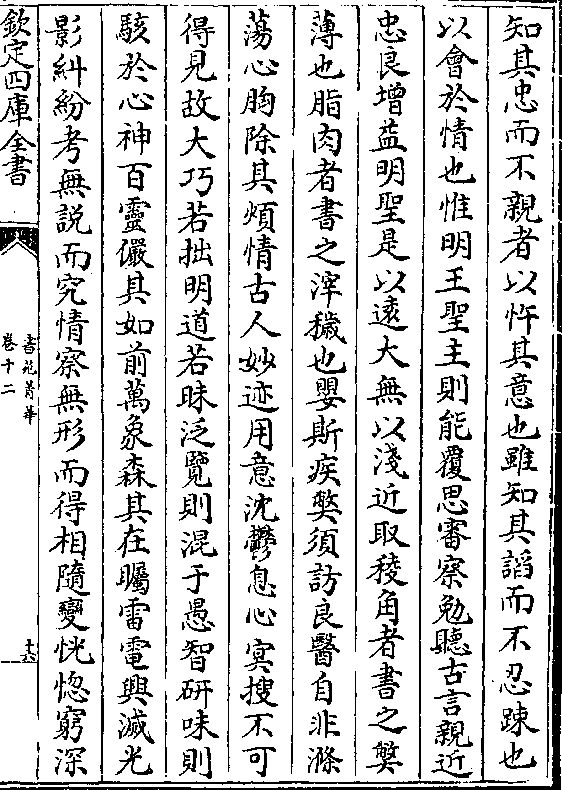 知其忠而不親者以忤其意也雖知其謟而不忍踈也
以會於情也惟明王聖主則能覆思審察勉聽古言親近
忠良增益明聖是以遠大無以淺近取稜角者書之獘
薄也脂肉者書之滓穢也嬰斯疾獘須訪良醫自非滌
蕩心胸除其煩情古人妙迹用意沈鬱息心㝠搜不可
得見故大巧若拙明道若昧泛覽則混于愚智研味則
駭於心神百靈儼其如前萬象森其在矚雷電興滅光
影糾紛考無説而究情察無形而得相隨變恍惚窮深
欽定四庫全書
書苑菁華
卷十二
十六